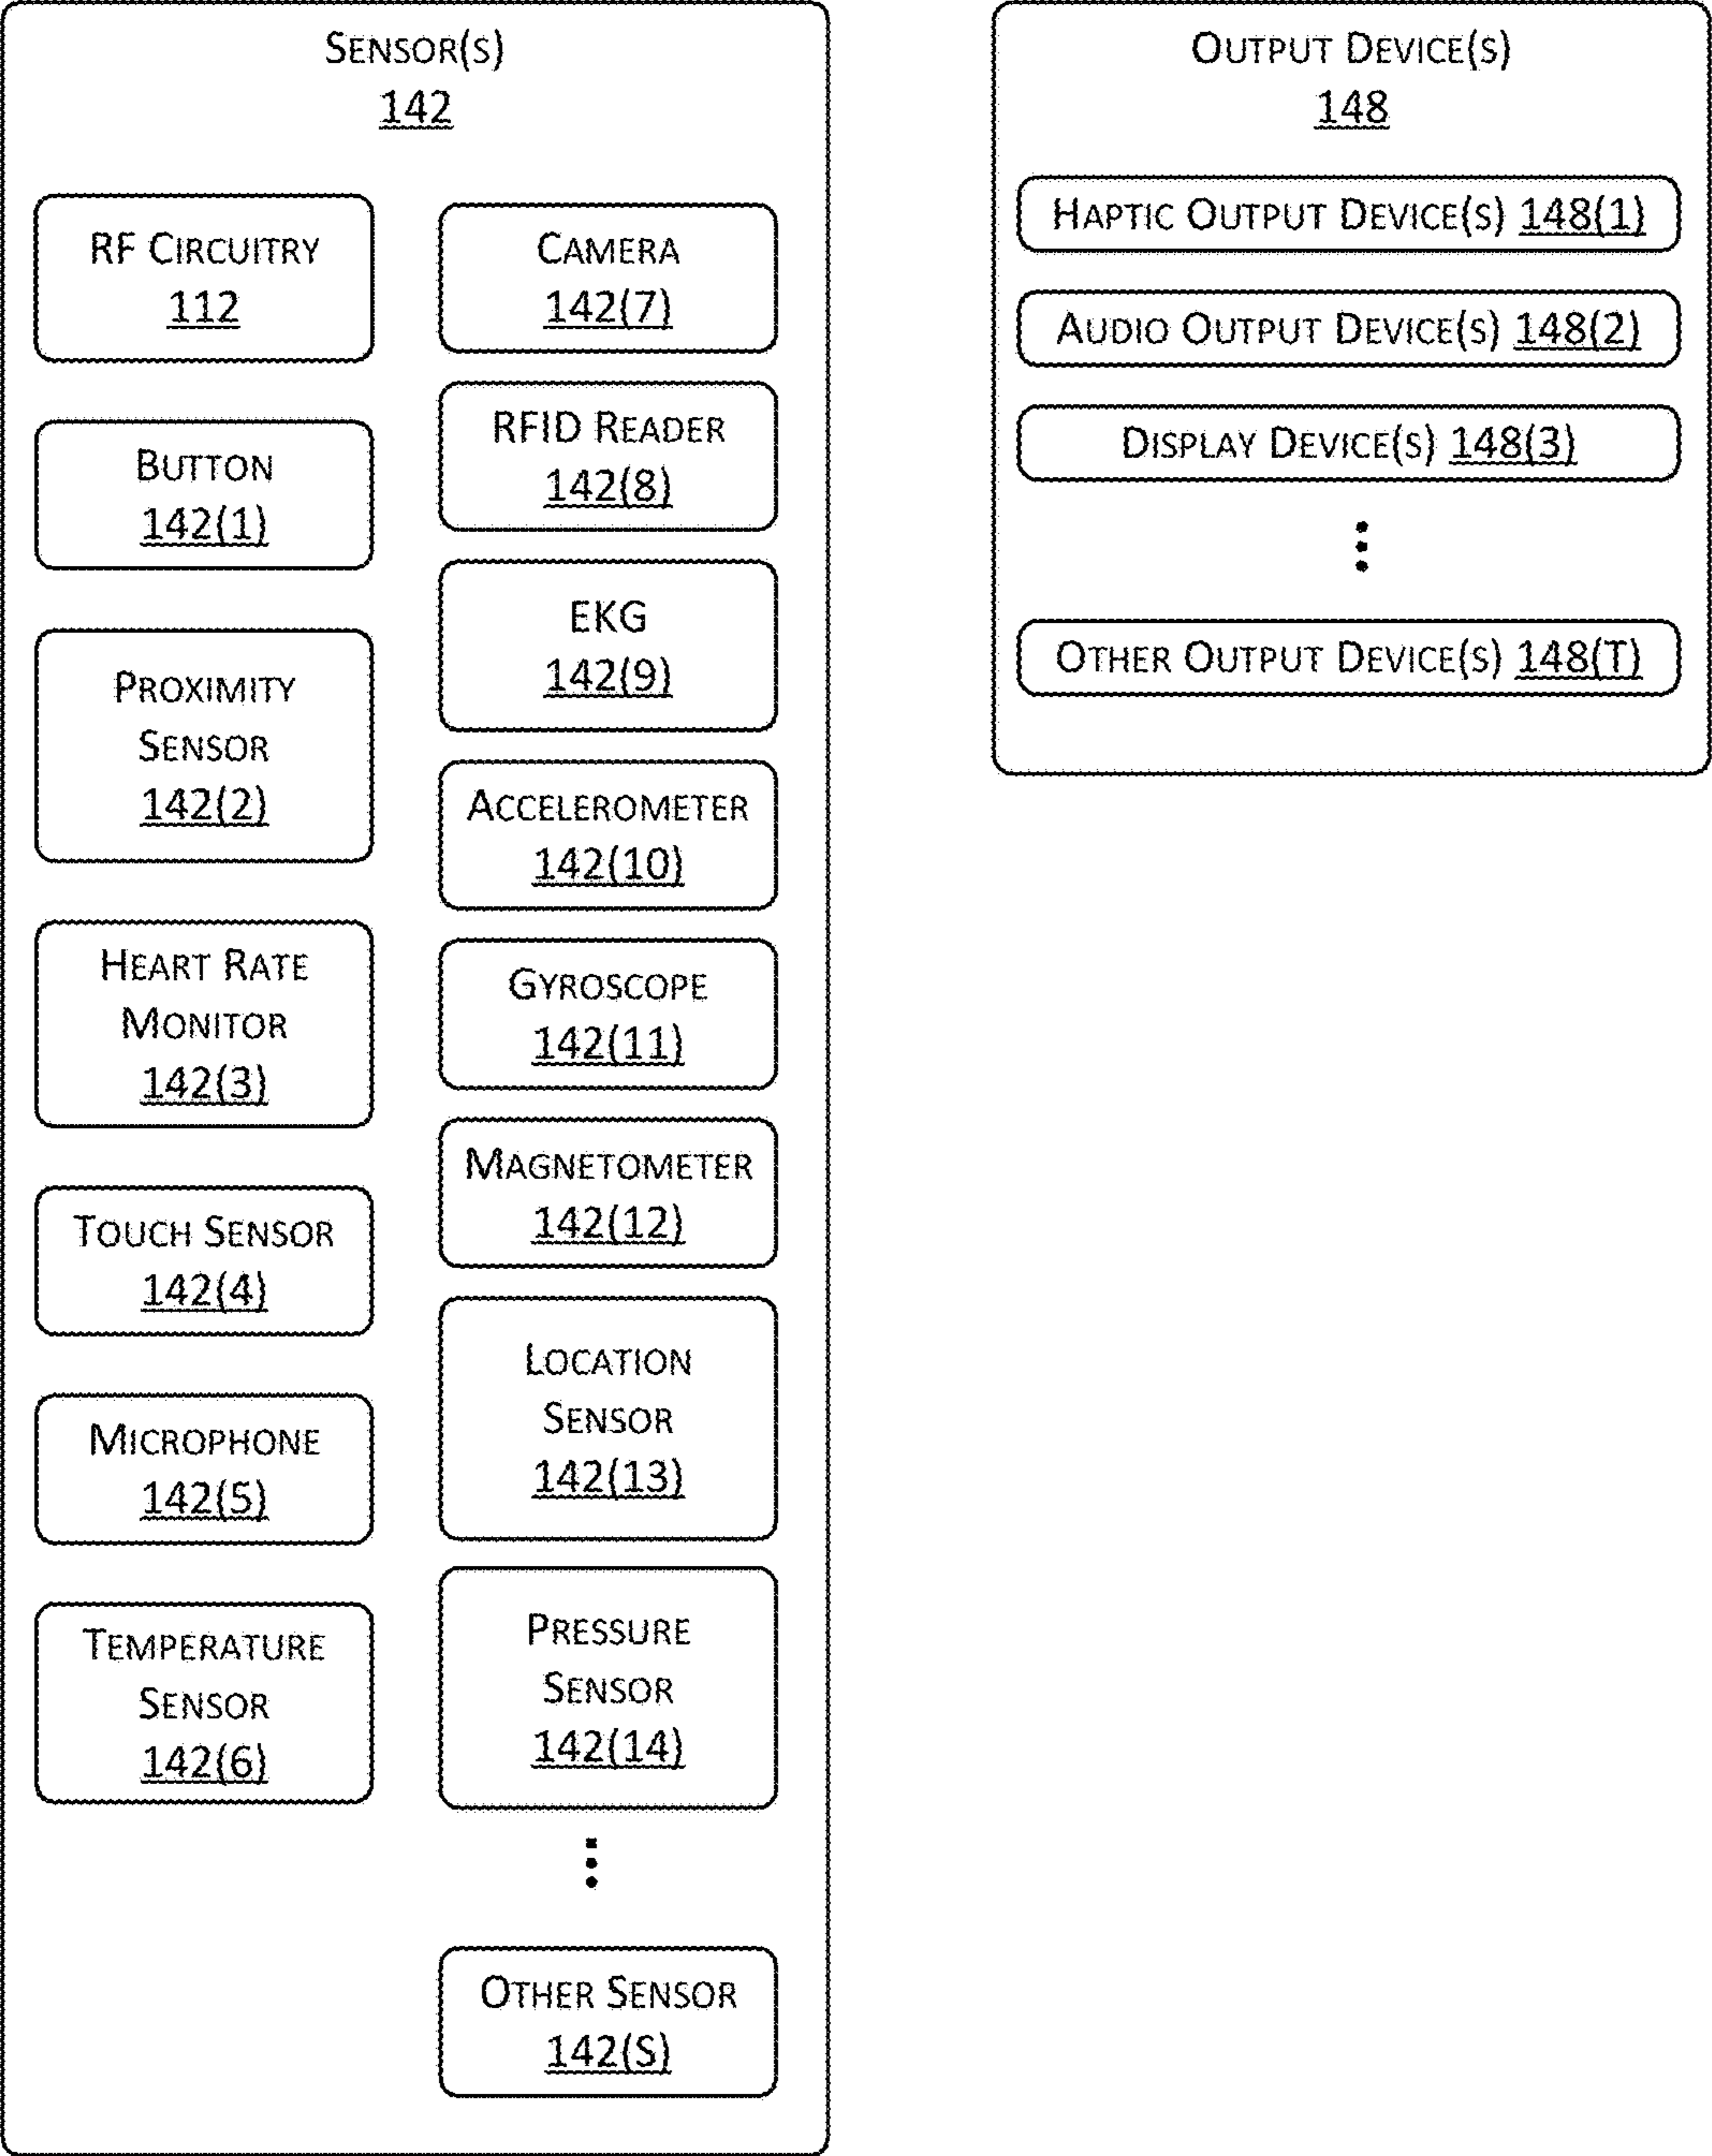 SENSOR(S)
142
RF CIRCUITRY
112
BUTTON
142(1)
PROXIMITY
SENSOR
142(2)
HEART RATE
MONITOR
142(3)
TOUCH SENSOR
142(4)
MICROPHONE
142(5)
TEMPERATURE
SENSOR
142(6)
CAMERA
142(7)
RFID READER
142(8)
EKG
142(9)
ACCELEROMETER
142(10)
GYROSCOPE
142(11)
MAGNETOMETER
142(12)
LOCATION
SENSOR
142(13)
PRESSURE
SENSOR
142(14)
OTHER SENSOR
142(S)
OUTPUT DEVICE(S)
148
HAPTIC OUTPUT DEVICE(S) 148(1)
AUDIO OUTPUT DEVICE(S) 148(2)
DISPLAY DEVICE(S) 148(3)
OTHER OUTPUT DEVICE(S) 148(T)